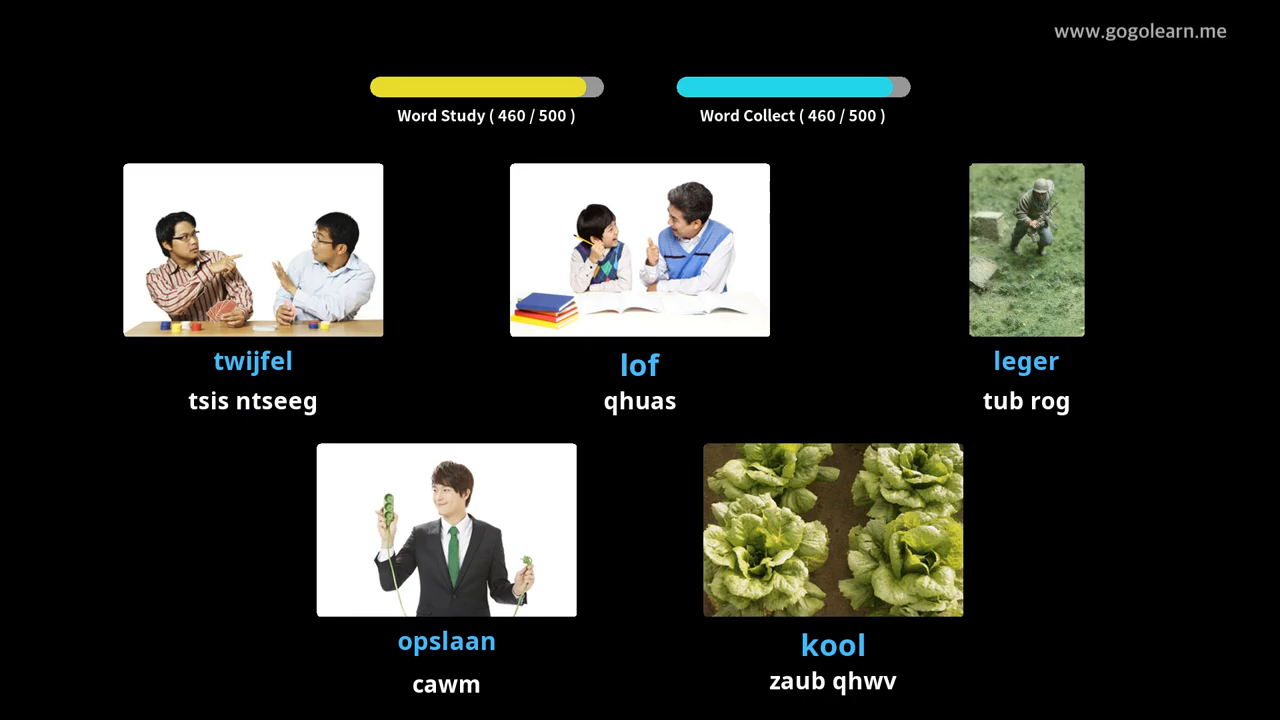 www.gogolearn.me
Word Study ( 460 / 500 )
Word Collect ( 460 / 500 )
twijfel
tsis ntseeg
lof
qhuas
leger
tub rog
opslaan
cawm
kool
zaub qhwv